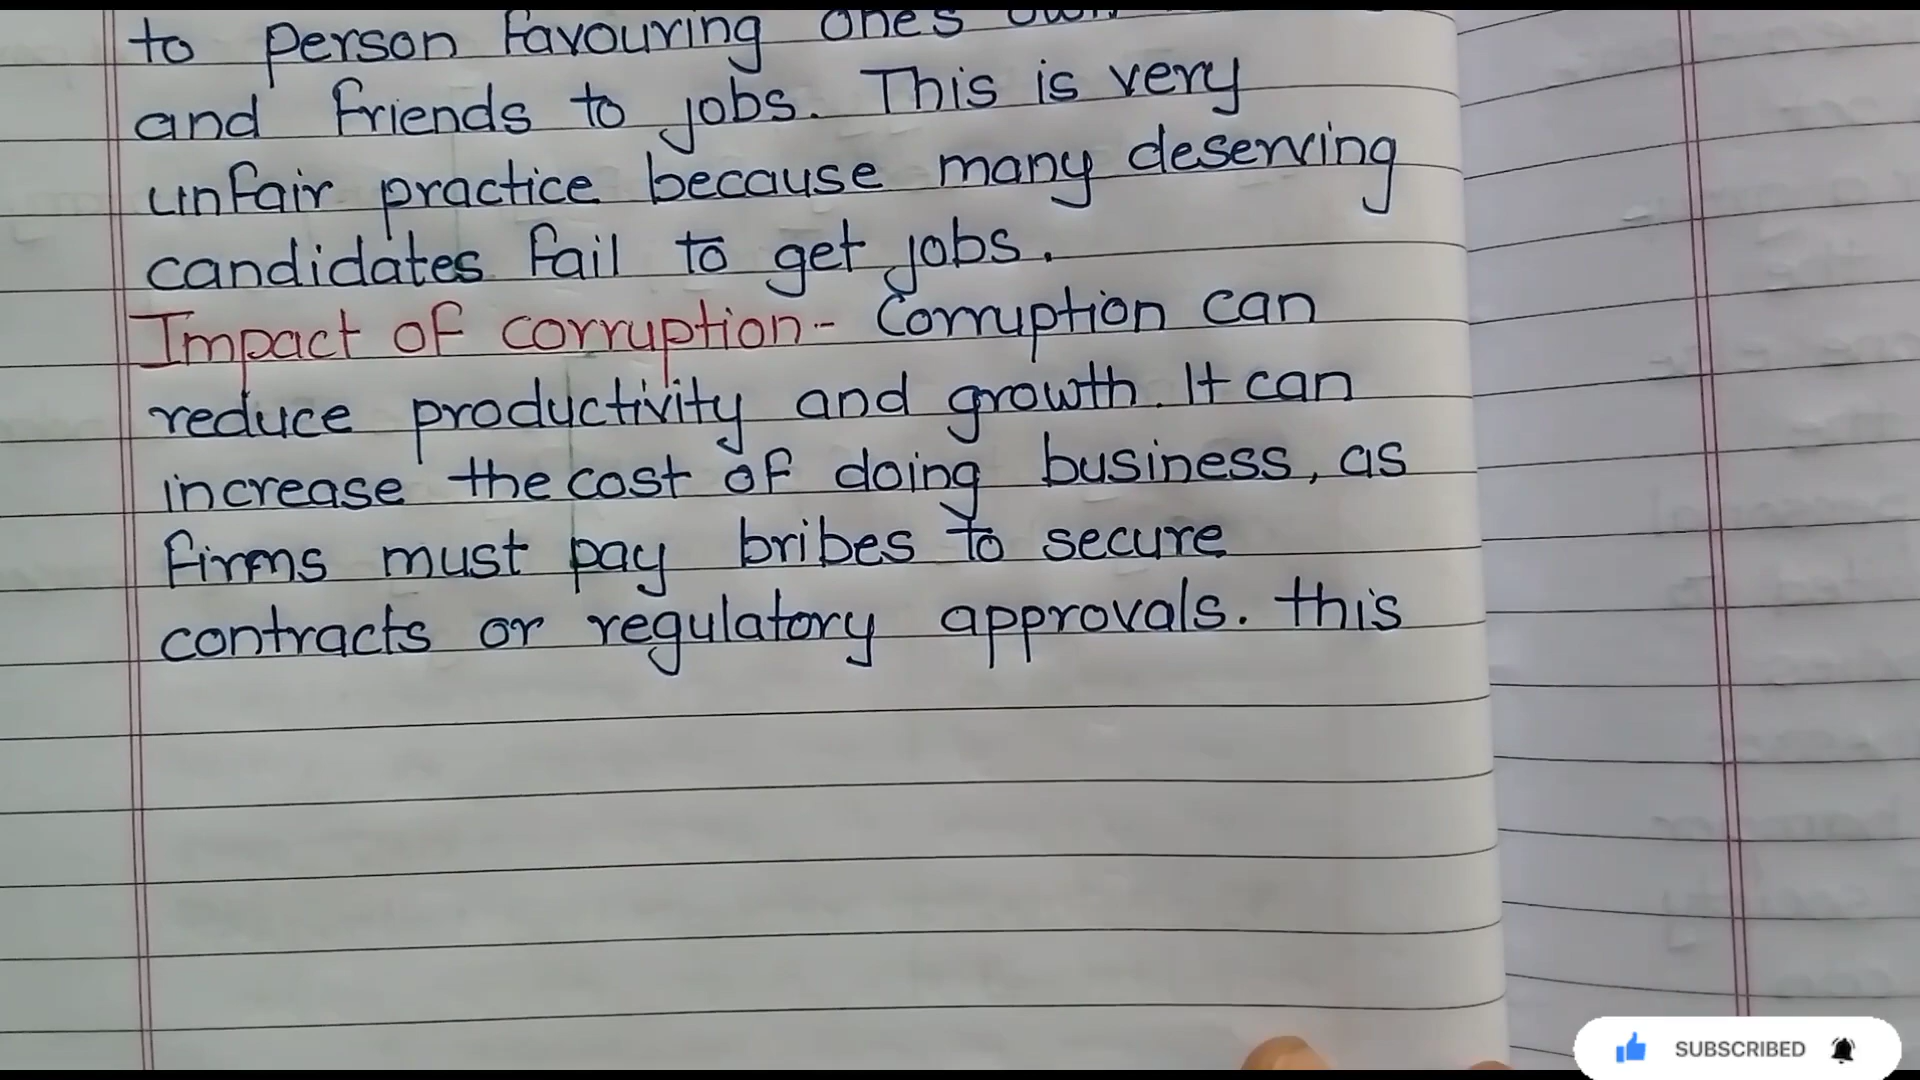 to person favouring one's own
and friends to jobs. This is very
unfair practice because many deserving
candidates fail to get jobs.
Impact of corruption:- Corruption can
reduce productivity and growth. It can
increase the cost of doing business, as
firms must pay bribes to secure
contracts or regulatory approvals. this
SUBSCRIBED